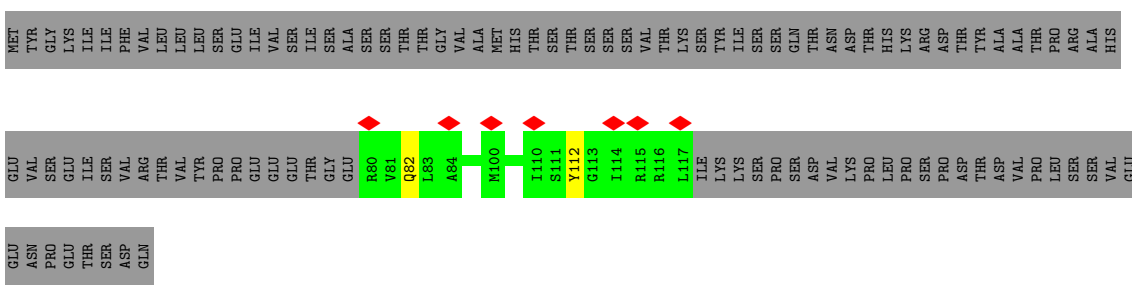 MET TYR GLY LYS ILE ILE PHE VAL LEU LEU LEU SER GLU ILE VAL SER ILE SER ALA SER SER THR THR GLY VAL ALA MET HIS THR SER THR SER SER SER VAL THR LYS SER TYR ILE SER SER GLN THR ASN ASP THR HIS LYS ARG ASP THR TYR ALA ALA THR PRO ARG ALA HIS
GLU VAL SER GLU ILE SER VAL ARG THR VAL TYR PRO PRO GLU GLU GLU THR GLY GLU R80 V81 Q82 L83 A84 M100 I110 S111 Y112 G113 I114 R115 R116 L117 ILE LYS LYS SER PRO SER ASP VAL LYS PRO LEU PRO SER PRO ASP THR ASP VAL PRO LEU SER SER VAL GLU
GLU ASN PRO GLU THR SER ASP GLN